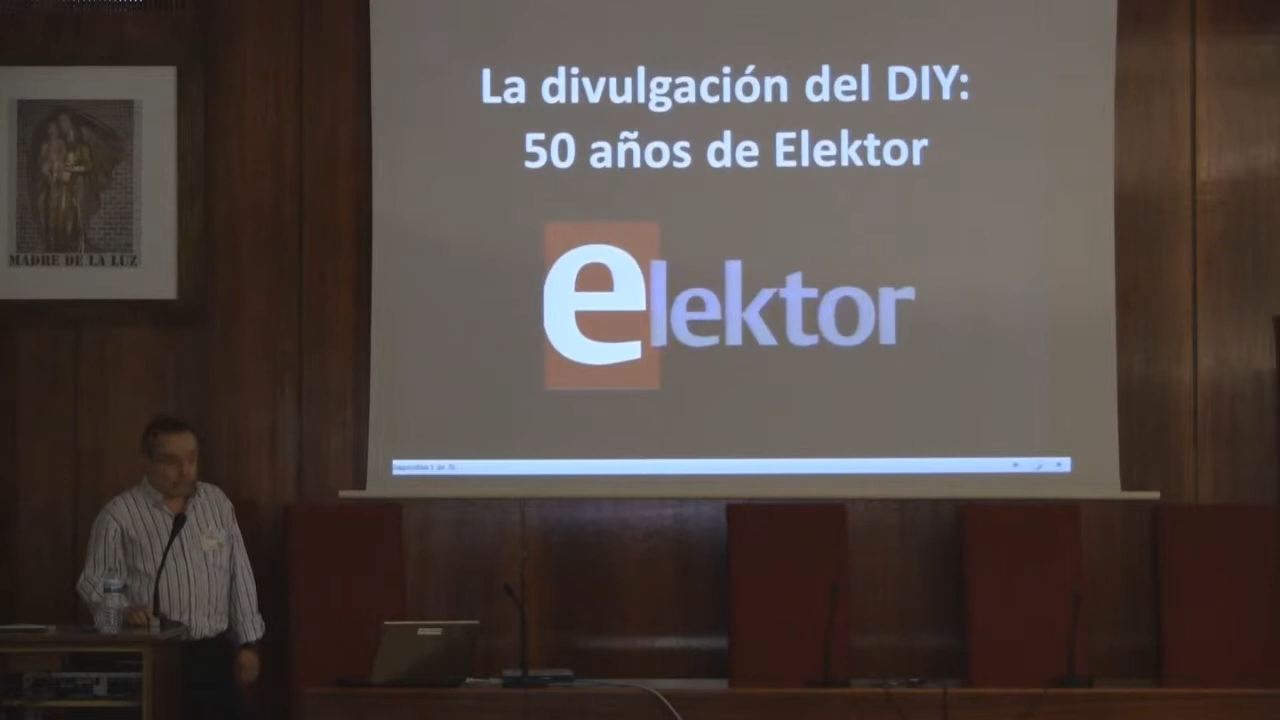 La divulgación del DIY:
50 años de Elektor
elektor
MADRE DE LA LUZ